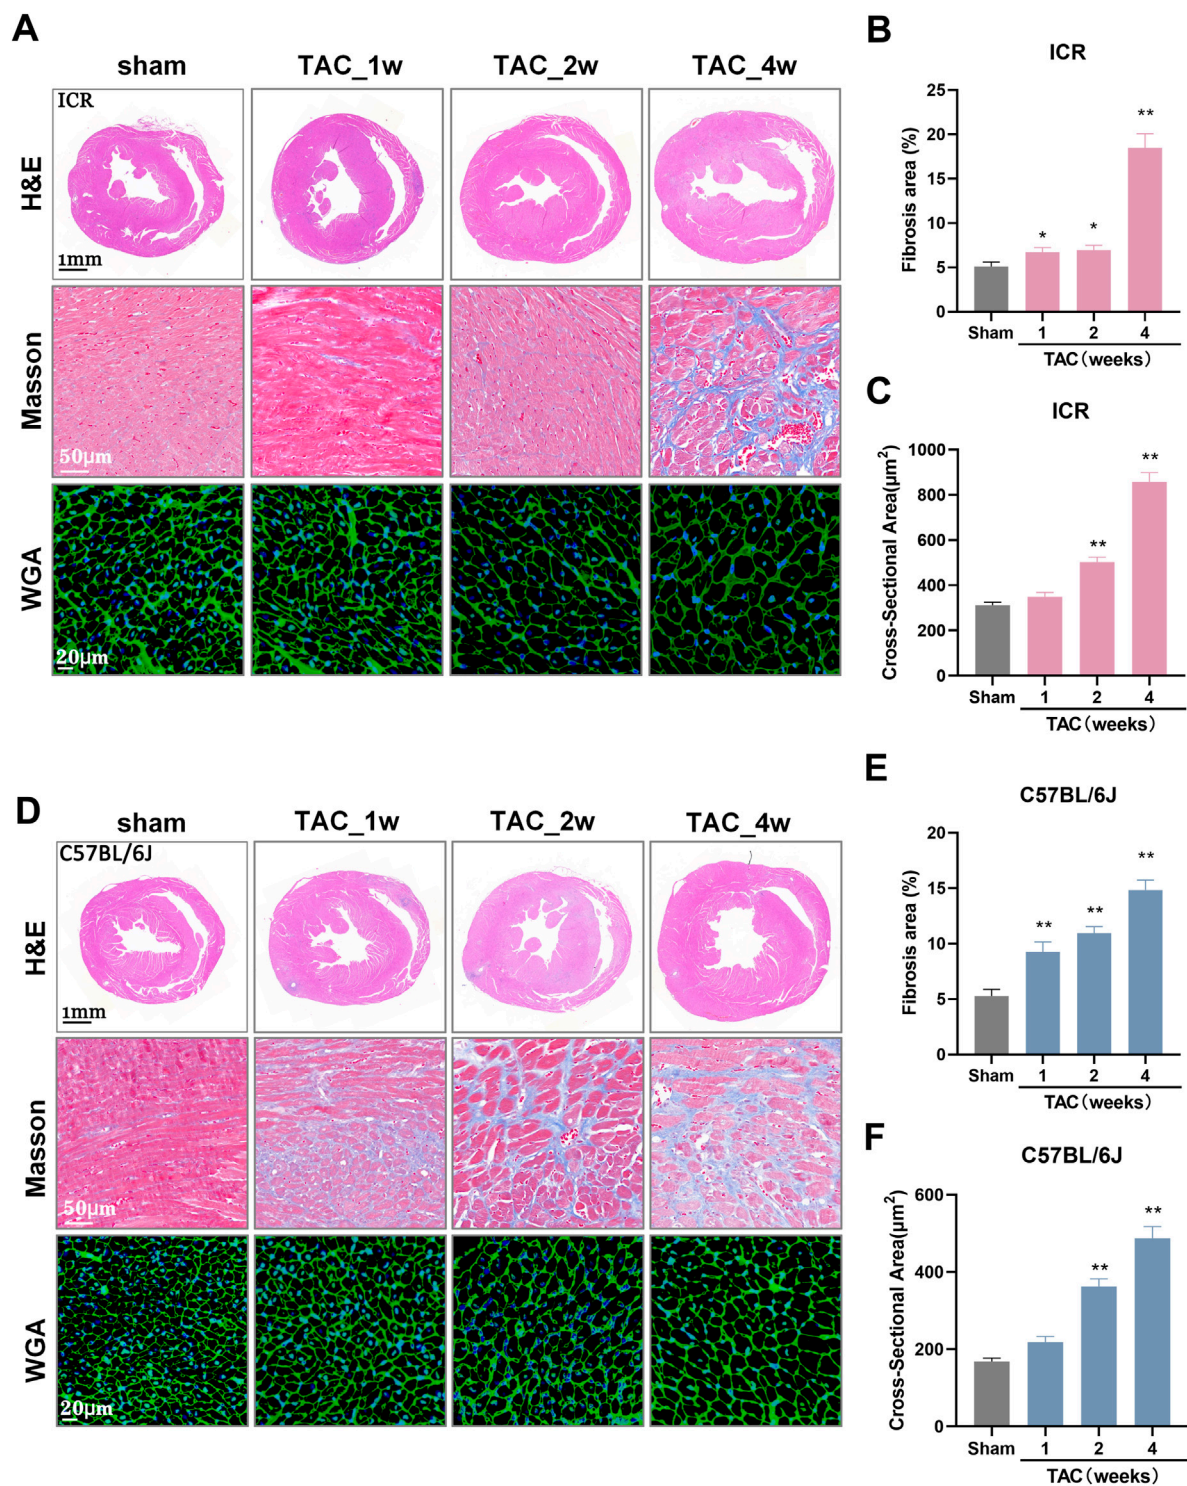 A
sham TAC_1w TAC_2w TAC_4w
ICR
H&E
1mm
Masson
50μm
WGA
20μm
B
ICR
Fibrosis area (%)
25
20
15
10
5
0
*
*
**
Sham 1 2 4
TAC(weeks)
C
ICR
Cross-Sectional Area(μm²)
1000
800
600
400
200
0
**
**
Sham 1 2 4
TAC(weeks)
D
sham TAC_1w TAC_2w TAC_4w
C57BL/6J
H&E
1mm
Masson
50μm
WGA
20μm
E
C57BL/6J
Fibrosis area (%)
20
15
10
5
0
**
**
**
Sham 1 2 4
TAC(weeks)
F
C57BL/6J
Cross-Sectional Area(μm²)
600
400
200
0
**
**
Sham 1 2 4
TAC(weeks)